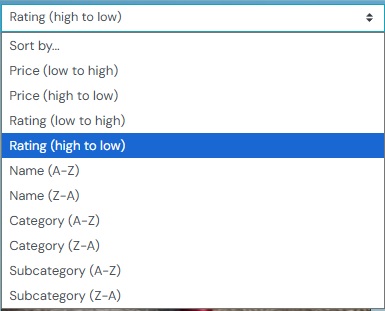 Rating (high to low)
Sort by...
Price (low to high)
Price (high to low)
Rating (low to high)
Rating (high to low)
Name (A-Z)
Name (Z-A)
Category (A-Z)
Category (Z-A)
Subcategory (A-Z)
Subcategory (Z-A)